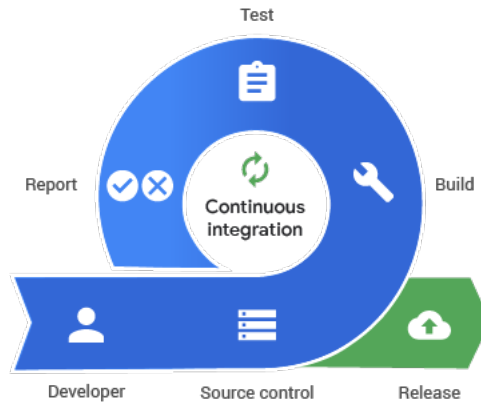 Test
Report
Continuous
integration
Build
Developer
Source control
Release